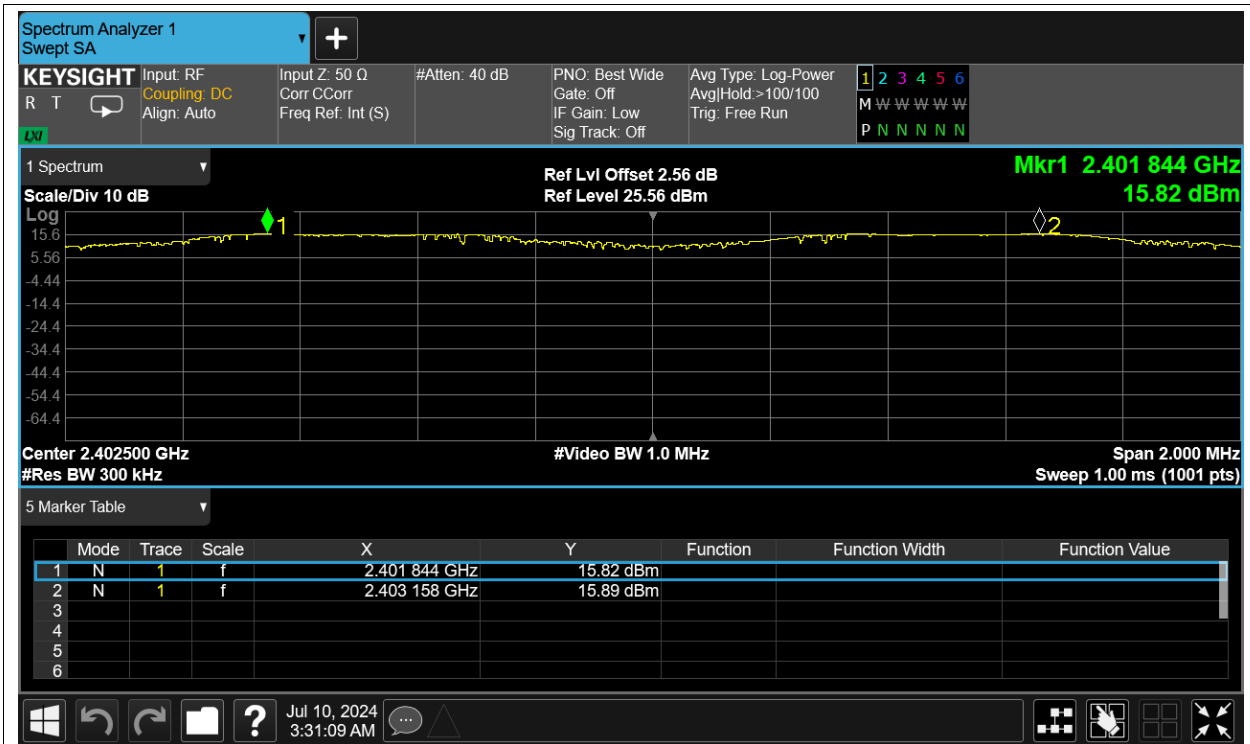 Spectrum Analyzer 1
Swept SA
KEYSIGHT
R T
LXI
Input: RF
Coupling: DC
Align: Auto
Input Z: 50 Ω
Corr CCorr
Freq Ref: Int (S)
#Atten: 40 dB
PNO: Best Wide
Gate: Off
IF Gain: Low
Sig Track: Off
Avg Type: Log-Power
Avg|Hold:>100/100
Trig: Free Run
1 2 3 4 5 6
M W W W W W
P N N N N N
1 Spectrum
Scale/Div 10 dB
Ref Lvl Offset 2.56 dB
Ref Level 25.56 dBm
Mkr1 2.401 844 GHz
15.82 dBm
Log
15.6
5.56
-4.44
-14.4
-24.4
-34.4
-44.4
-54.4
-64.4
1
2
Center 2.402500 GHz
#Video BW 1.0 MHz
Span 2.000 MHz
#Res BW 300 kHz
Sweep 1.00 ms (1001 pts)
5 Marker Table
Mode Trace Scale X Y Function Function Width Function Value
1 N 1 f 2.401 844 GHz 15.82 dBm
2 N 1 f 2.403 158 GHz 15.89 dBm
3
4
5
6
?
Jul 10, 2024
3:31:09 AM